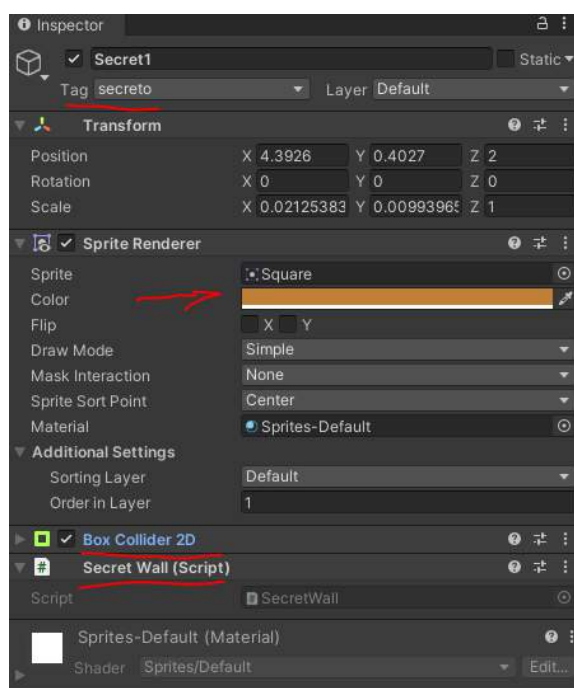 Inspector
Secret1 Static
Tag secreto Layer Default
Transform
Position X 4.3926 Y 0.4027 Z 2
Rotation X 0 Y 0 Z 0
Scale X 0.02125383 Y 0.00993965 Z 1
Sprite Renderer
Sprite Square
Color
Flip X Y
Draw Mode Simple
Mask Interaction None
Sprite Sort Point Center
Material Sprites-Default
Additional Settings
Sorting Layer Default
Order in Layer 1
Box Collider 2D
# Secret Wall (Script)
Script SecretWall
Sprites-Default (Material)
Shader Sprites/Default Edit...